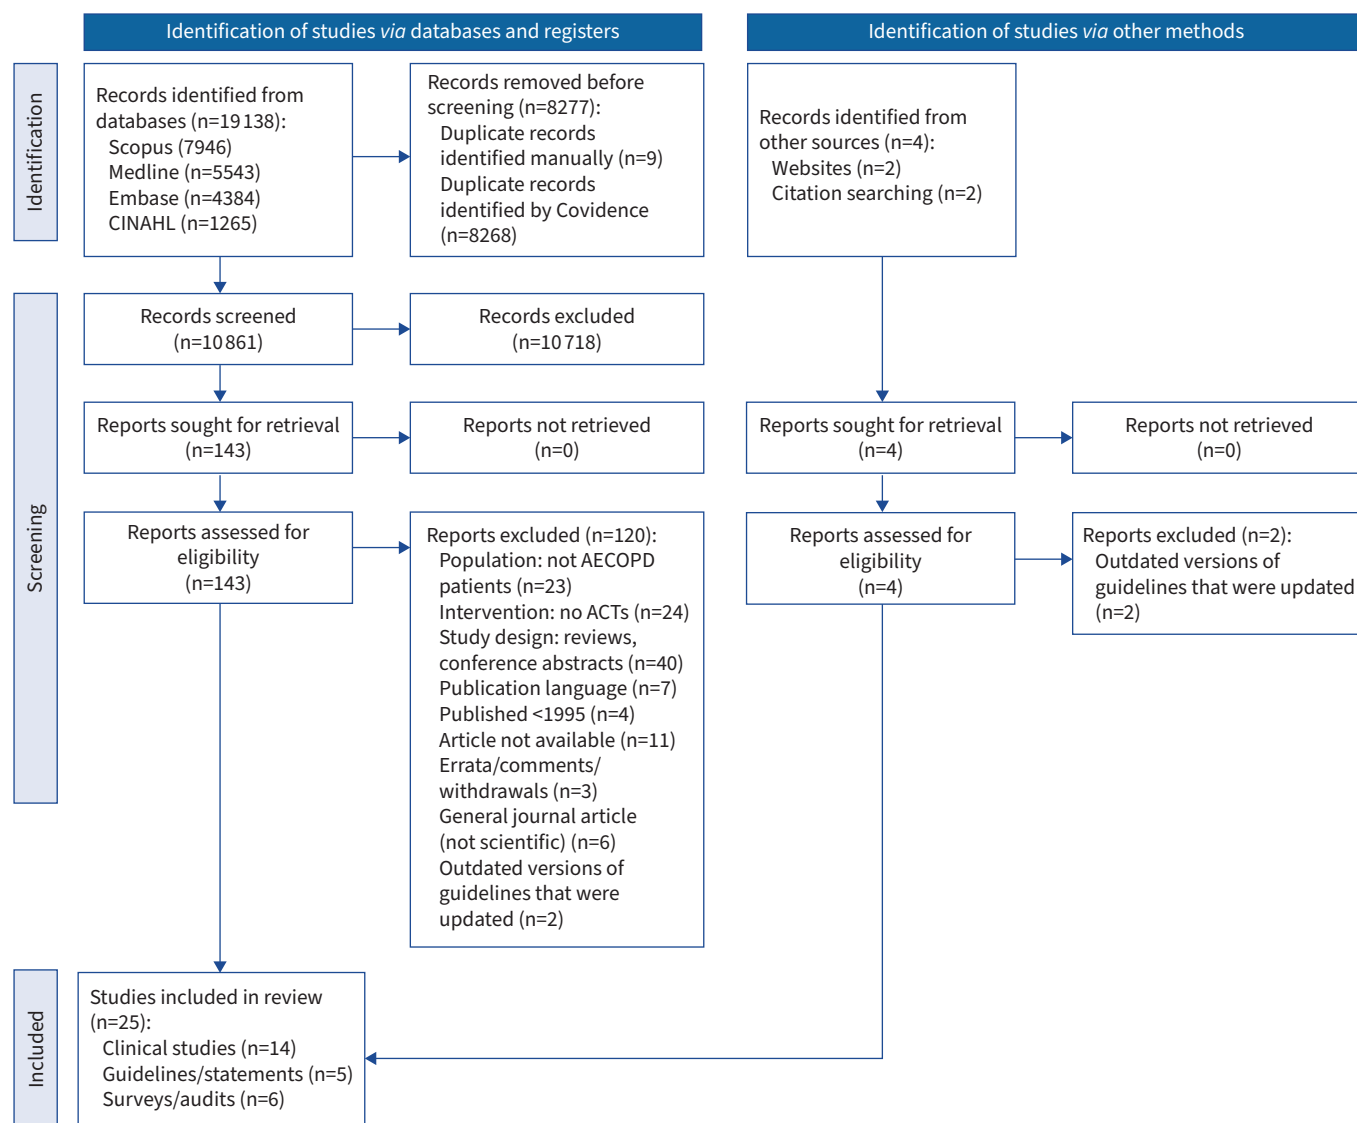 Identification of studies via databases and registers
Identification of studies via other methods
Identification
Records identified from
databases (n=19 138):
Scopus (7946)
Medline (n=5543)
Embase (n=4384)
CINAHL (n=1265)
Records removed before
screening (n=8277):
Duplicate records
identified manually (n=9)
Duplicate records
identified by Covidence
(n=8268)
Records identified from
other sources (n=4):
Websites (n=2)
Citation searching (n=2)
Screening
Records screened
(n=10 861)
Records excluded
(n=10 718)
Reports sought for retrieval
(n=143)
Reports not retrieved
(n=0)
Reports sought for retrieval
(n=4)
Reports not retrieved
(n=0)
Reports assessed for
eligibility
(n=143)
Reports excluded (n=120):
Population: not AECOPD
patients (n=23)
Intervention: no ACTs (n=24)
Study design: reviews,
conference abstracts (n=40)
Publication language (n=7)
Published <1995 (n=4)
Article not available (n=11)
Errata/comments/
withdrawals (n=3)
General journal article
(not scientific) (n=6)
Outdated versions of
guidelines that were
updated (n=2)
Reports assessed for
eligibility
(n=4)
Reports excluded (n=2):
Outdated versions of
guidelines that were updated
(n=2)
Included
Studies included in review
(n=25):
Clinical studies (n=14)
Guidelines/statements (n=5)
Surveys/audits (n=6)